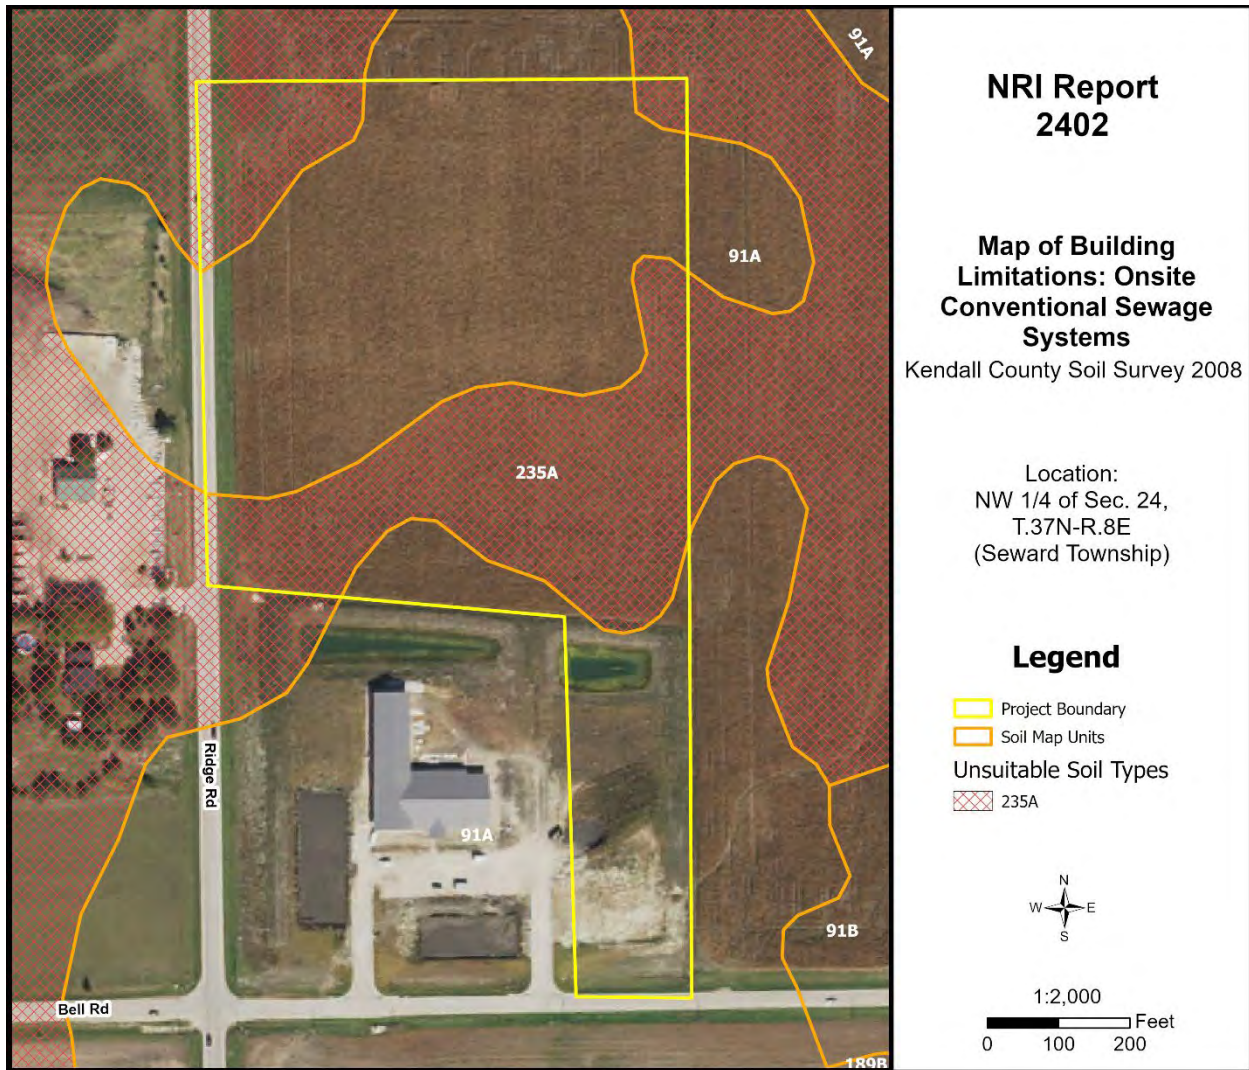 91A
91A
235A
Ridge Rd
91A
91B
Bell Rd
189B
NRI Report
2402
Map of Building
Limitations: Onsite
Conventional Sewage
Systems
Kendall County Soil Survey 2008
Location:
NW 1/4 of Sec. 24,
T.37N-R.8E
(Seward Township)
Legend
Project Boundary
Soil Map Units
Unsuitable Soil Types
235A
N
W E
S
1:2,000
Feet
0 100 200